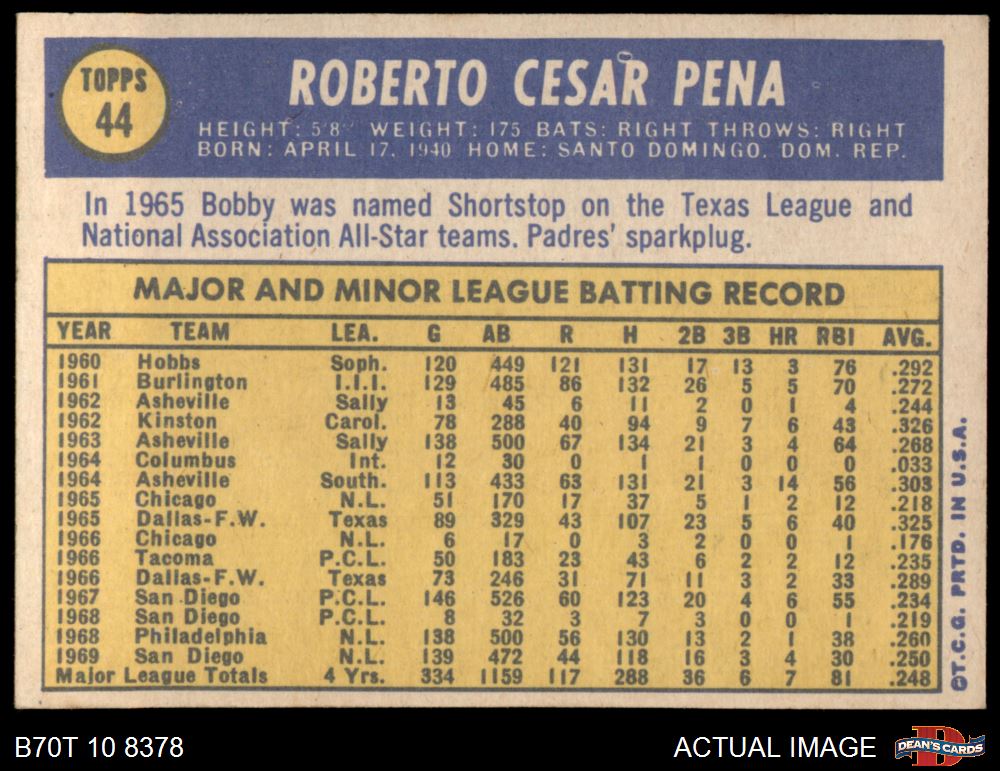 TOPPS
44
ROBERTO CESAR PENA
HEIGHT: 5'8" WEIGHT: 175 BATS: RIGHT THROWS: RIGHT
BORN: APRIL 17, 1940 HOME: SANTO DOMINGO, DOM. REP.
In 1965 Bobby was named Shortstop on the Texas League and
National Association All-Star teams. Padres' sparkplug.
MAJOR AND MINOR LEAGUE BATTING RECORD
YEAR TEAM LEA. G AB R H 2B 3B HR RBI AVG.
1960 Hobbs Soph. 120 449 121 131 17 13 3 76 .292
1961 Burlington I.I.I. 129 485 86 132 26 5 5 70 .272
1962 Asheville Sally 13 45 6 11 2 0 1 4 .244
1962 Kinston Carol. 78 288 40 94 9 7 6 43 .326
1963 Asheville Sally 138 500 67 134 21 3 4 64 .268
1964 Columbus Int. 12 30 0 1 1 0 0 0 .033
1964 Asheville South. 113 433 63 131 21 3 14 56 .303
1965 Chicago N.L. 51 170 17 37 5 1 2 12 .218
1965 Dallas-F.W. Texas 89 329 43 107 23 5 6 40 .325
1966 Chicago N.L. 6 17 0 3 2 0 0 1 .176
1966 Tacoma P.C.L. 50 183 23 43 6 2 2 12 .235
1966 Dallas-F.W. Texas 73 246 31 71 11 3 2 33 .289
1967 San Diego P.C.L. 146 526 60 123 20 4 6 55 .234
1968 San Diego P.C.L. 8 32 3 7 3 0 0 1 .219
1968 Philadelphia N.L. 138 500 56 130 13 2 1 38 .260
1969 San Diego N.L. 139 472 44 118 16 3 4 30 .250
Major League Totals 4 Yrs. 334 1159 117 288 36 6 7 81 .248
©T.C.G. PRTD. IN U.S.A.
B70T 10 8378
ACTUAL IMAGE
DEAN'S CARDS